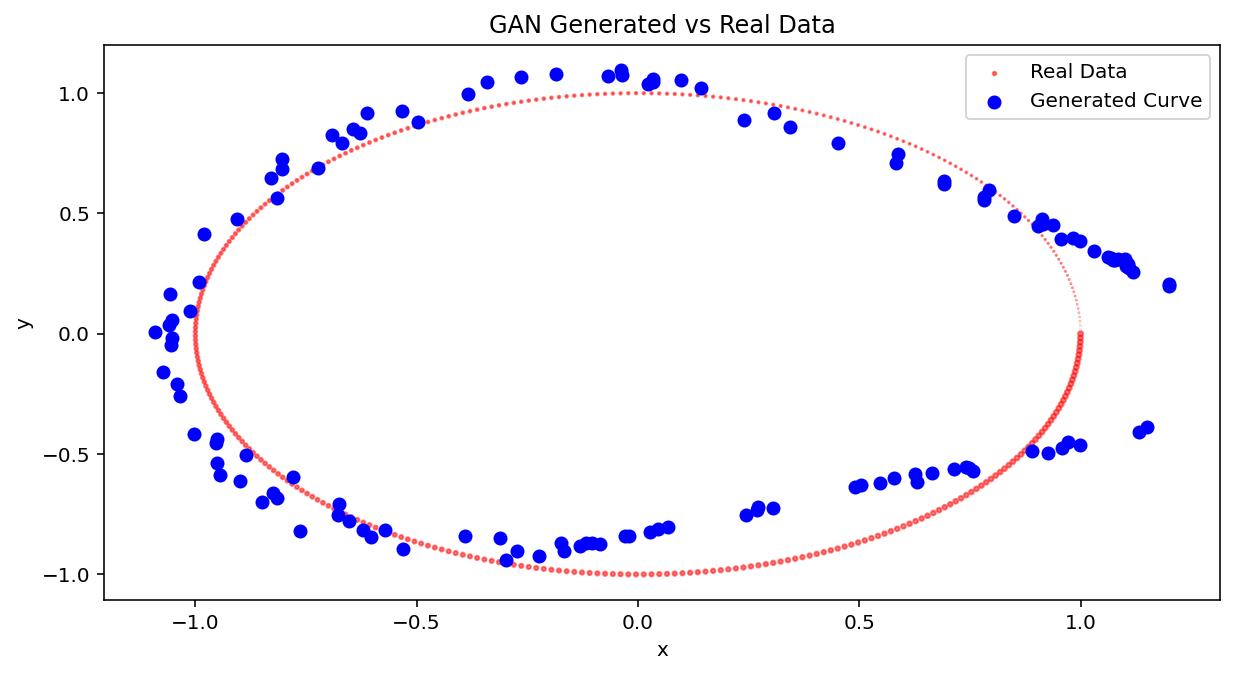 GAN Generated vs Real Data
Real Data
Generated Curve
1.0
0.5
0.0
−0.5
−1.0
y
−1.0 −0.5 0.0 0.5 1.0
x